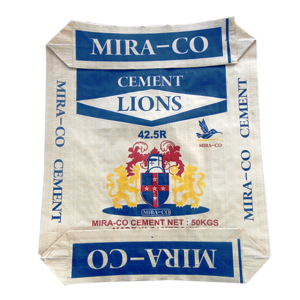 MIRA-CO
CEMENT
LIONS
42.5R
MIRA-CO
MIRA-CO CEMENT
MIRA-CO CEMENT
MIRA-CO
MIRA-CO CEMENT NET : 50KGS
MIRA-CO